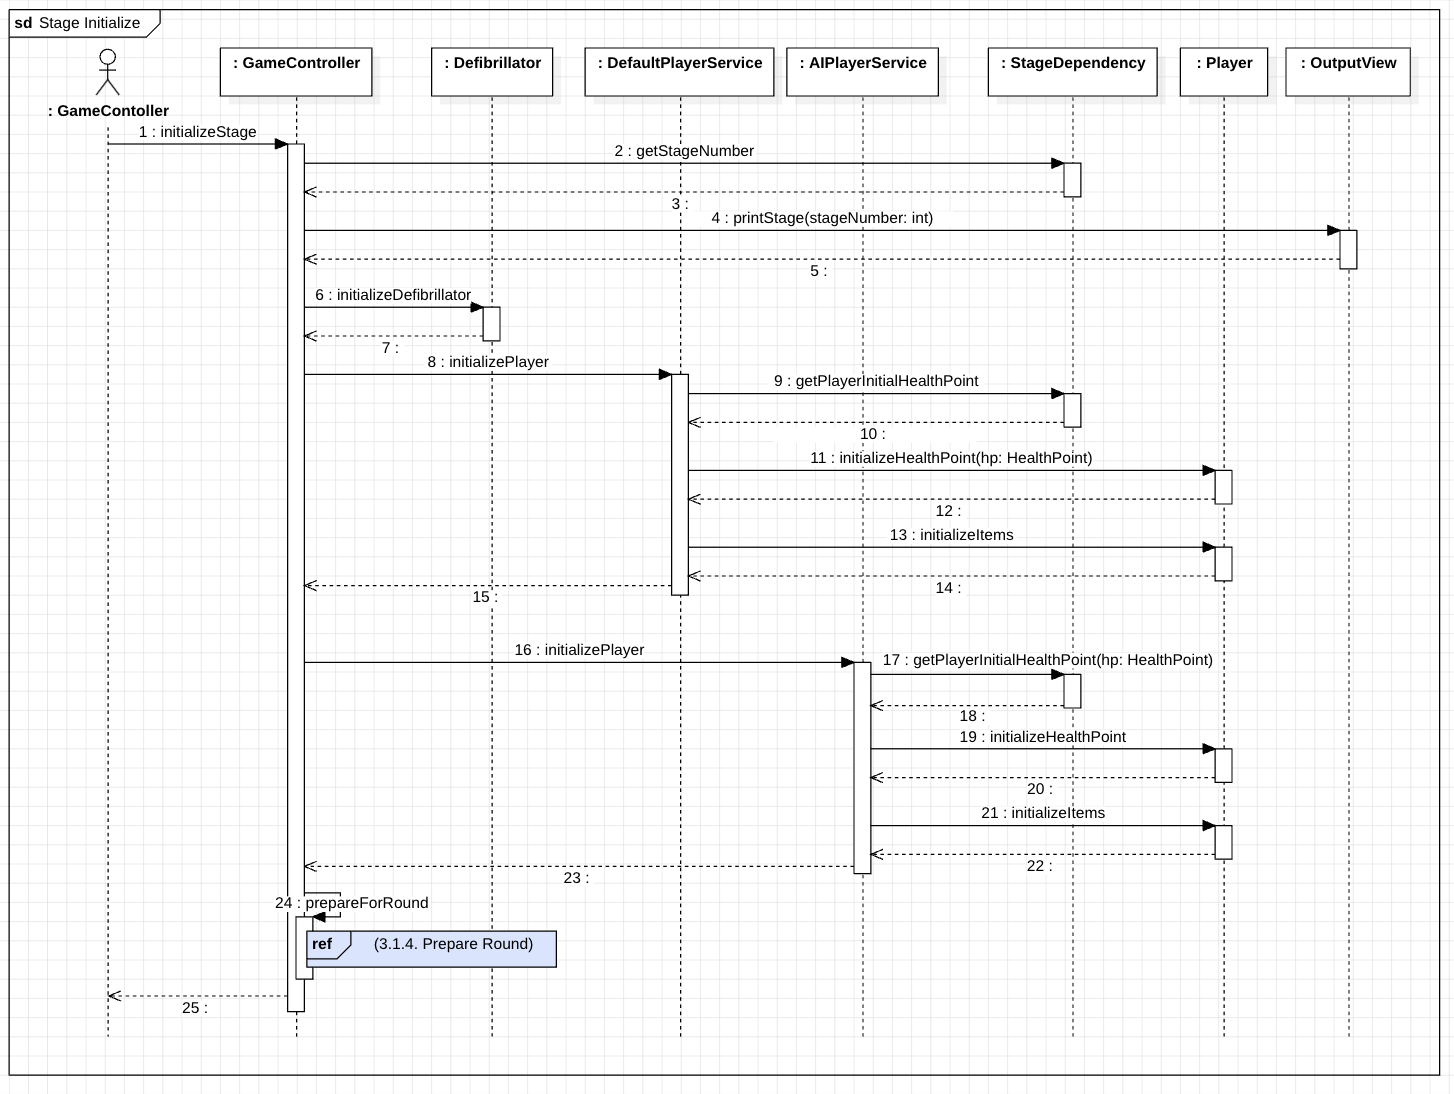 sd Stage Initialize
: GameContoller
: GameController
: Defibrillator
: DefaultPlayerService
: AIPlayerService
: StageDependency
: Player
: OutputView
1 : initializeStage
2 : getStageNumber
3 :
4 : printStage(stageNumber: int)
5 :
6 : initializeDefibrillator
7 :
8 : initializePlayer
9 : getPlayerInitialHealthPoint
10 :
11 : initializeHealthPoint(hp: HealthPoint)
12 :
13 : initializeItems
14 :
15 :
16 : initializePlayer
17 : getPlayerInitialHealthPoint(hp: HealthPoint)
18 :
19 : initializeHealthPoint
20 :
21 : initializeItems
22 :
23 :
24 : prepareForRound
ref (3.1.4. Prepare Round)
25 :